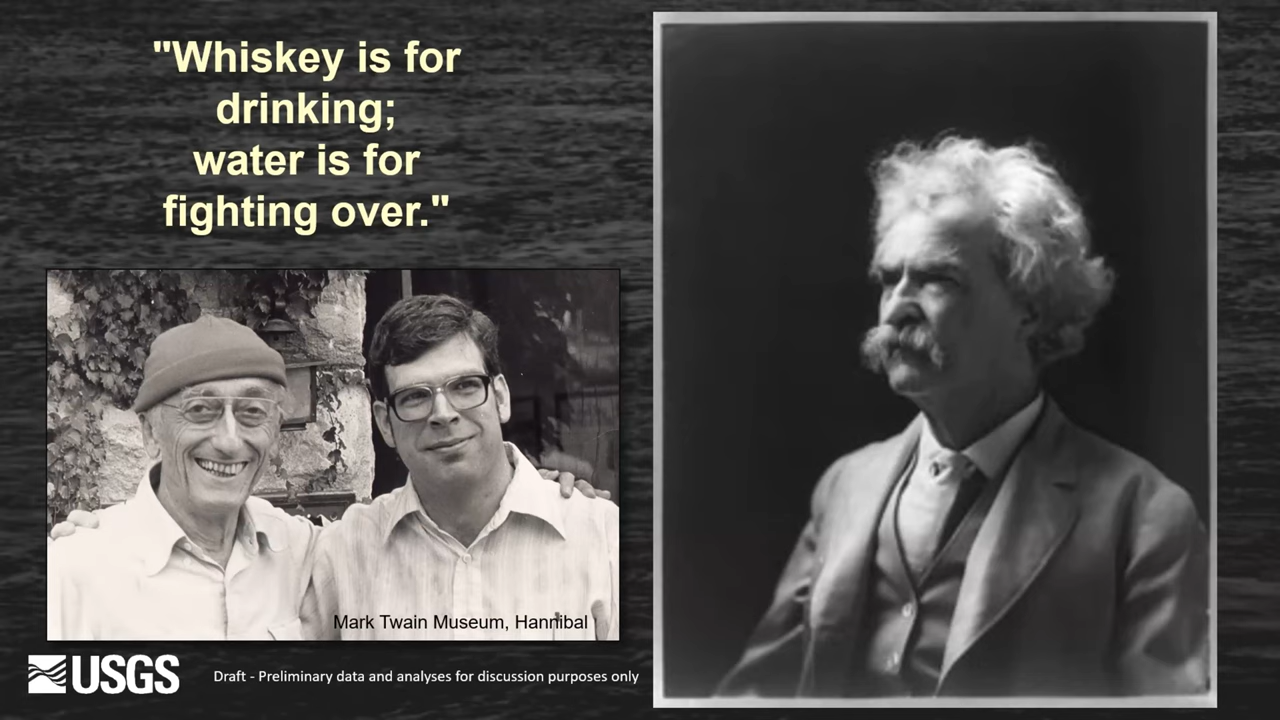 "Whiskey is for
drinking;
water is for
fighting over."
Mark Twain Museum, Hannibal
USGS
Draft - Preliminary data and analyses for discussion purposes only